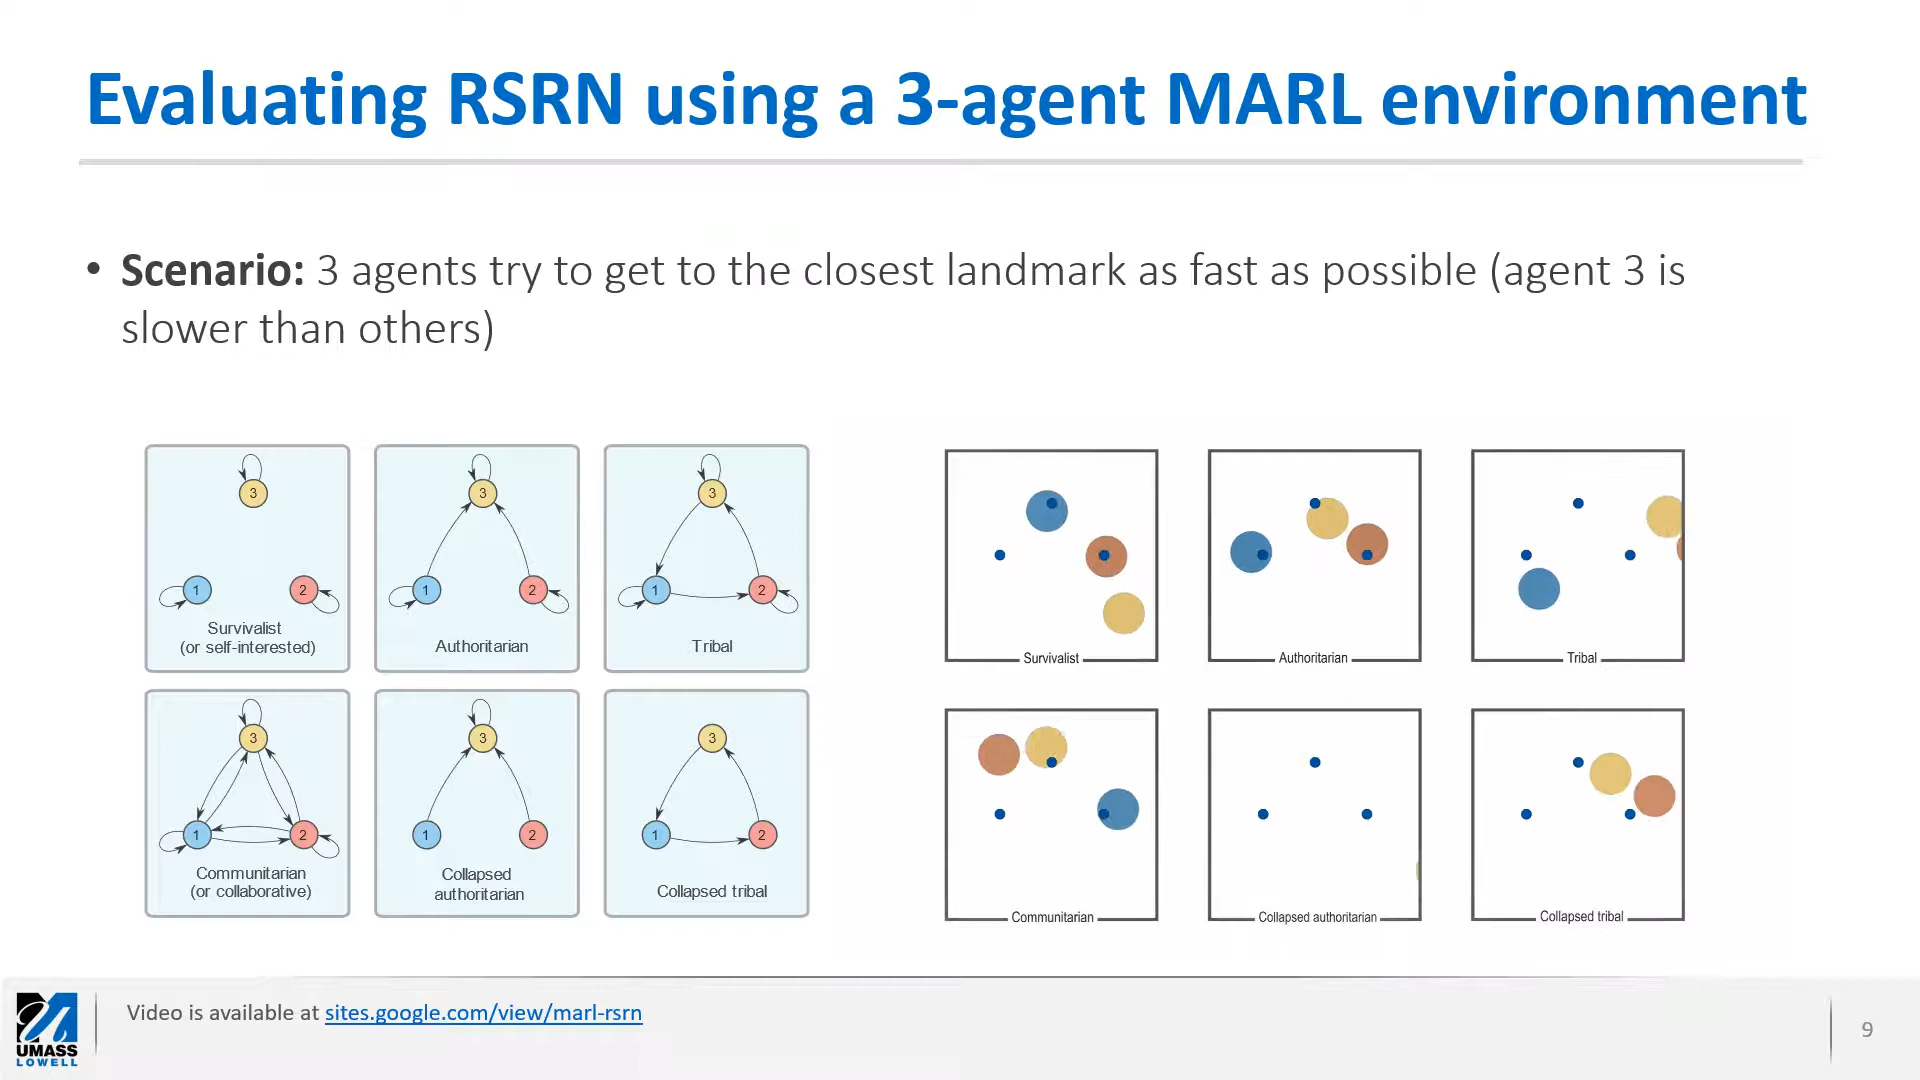 Evaluating RSRN using a 3-agent MARL environment
• Scenario: 3 agents try to get to the closest landmark as fast as possible (agent 3 is
slower than others)
3
1
2
Survivalist
(or self-interested)
3
1
2
Authoritarian
3
1
2
Tribal
3
1
2
Communitarian
(or collaborative)
3
1
2
Collapsed
authoritarian
3
1
2
Collapsed tribal
Survivalist
Authoritarian
Tribal
Communitarian
Collapsed authoritarian
Collapsed tribal
UMASS
LOWELL
Video is available at sites.google.com/view/marl-rsrn
9